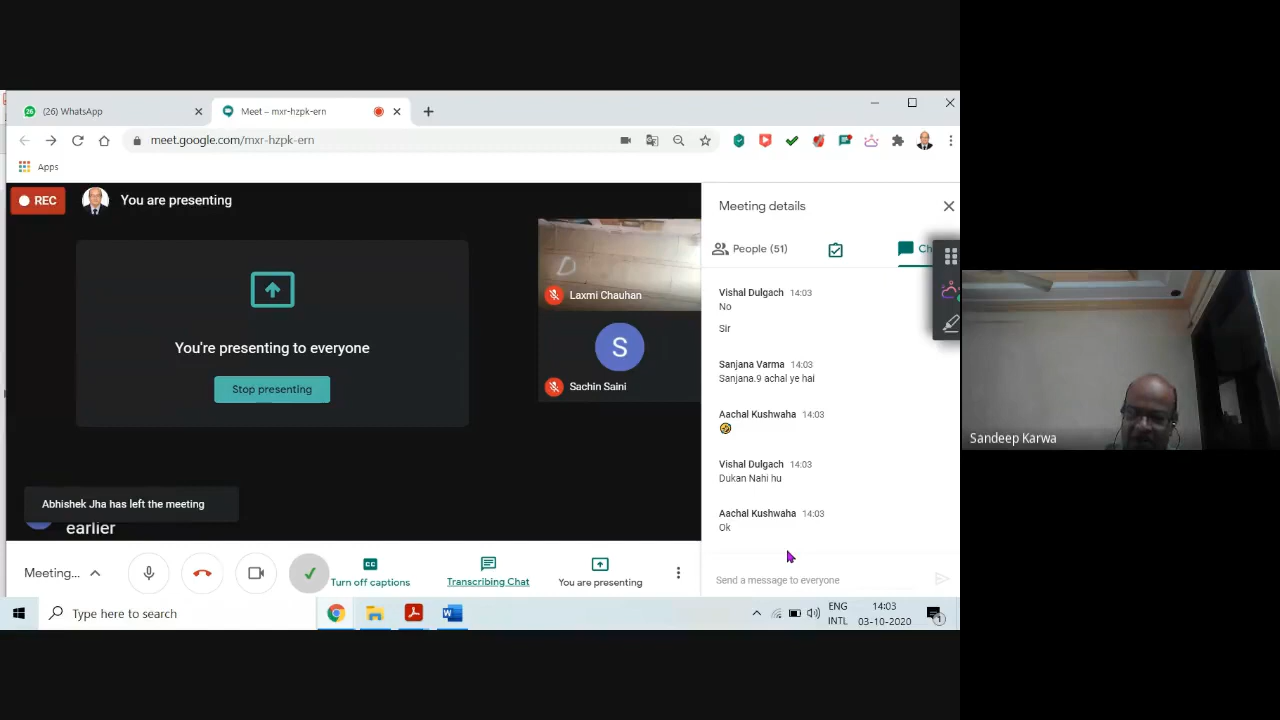 (26) WhatsApp
Meet – mxr-hzpk-ern
meet.google.com/mxr-hzpk-ern
Apps
REC
You are presenting
You're presenting to everyone
Stop presenting
D
Laxmi Chauhan
S
Sachin Saini
Abhishek Jha has left the meeting
earlier
Meeting details
People (51)
Vishal Dulgach 14:03
No
Sir
Sanjana Varma 14:03
Sanjana.9 achal ye hai
Aachal Kushwaha 14:03
🤣
Vishal Dulgach 14:03
Dukan Nahi hu
Aachal Kushwaha 14:03
Ok
Send a message to everyone
Meeting...
CC
Turn off captions
Transcribing Chat
You are presenting
Type here to search
ENG
INTL
14:03
03-10-2020
Sandeep Karwa